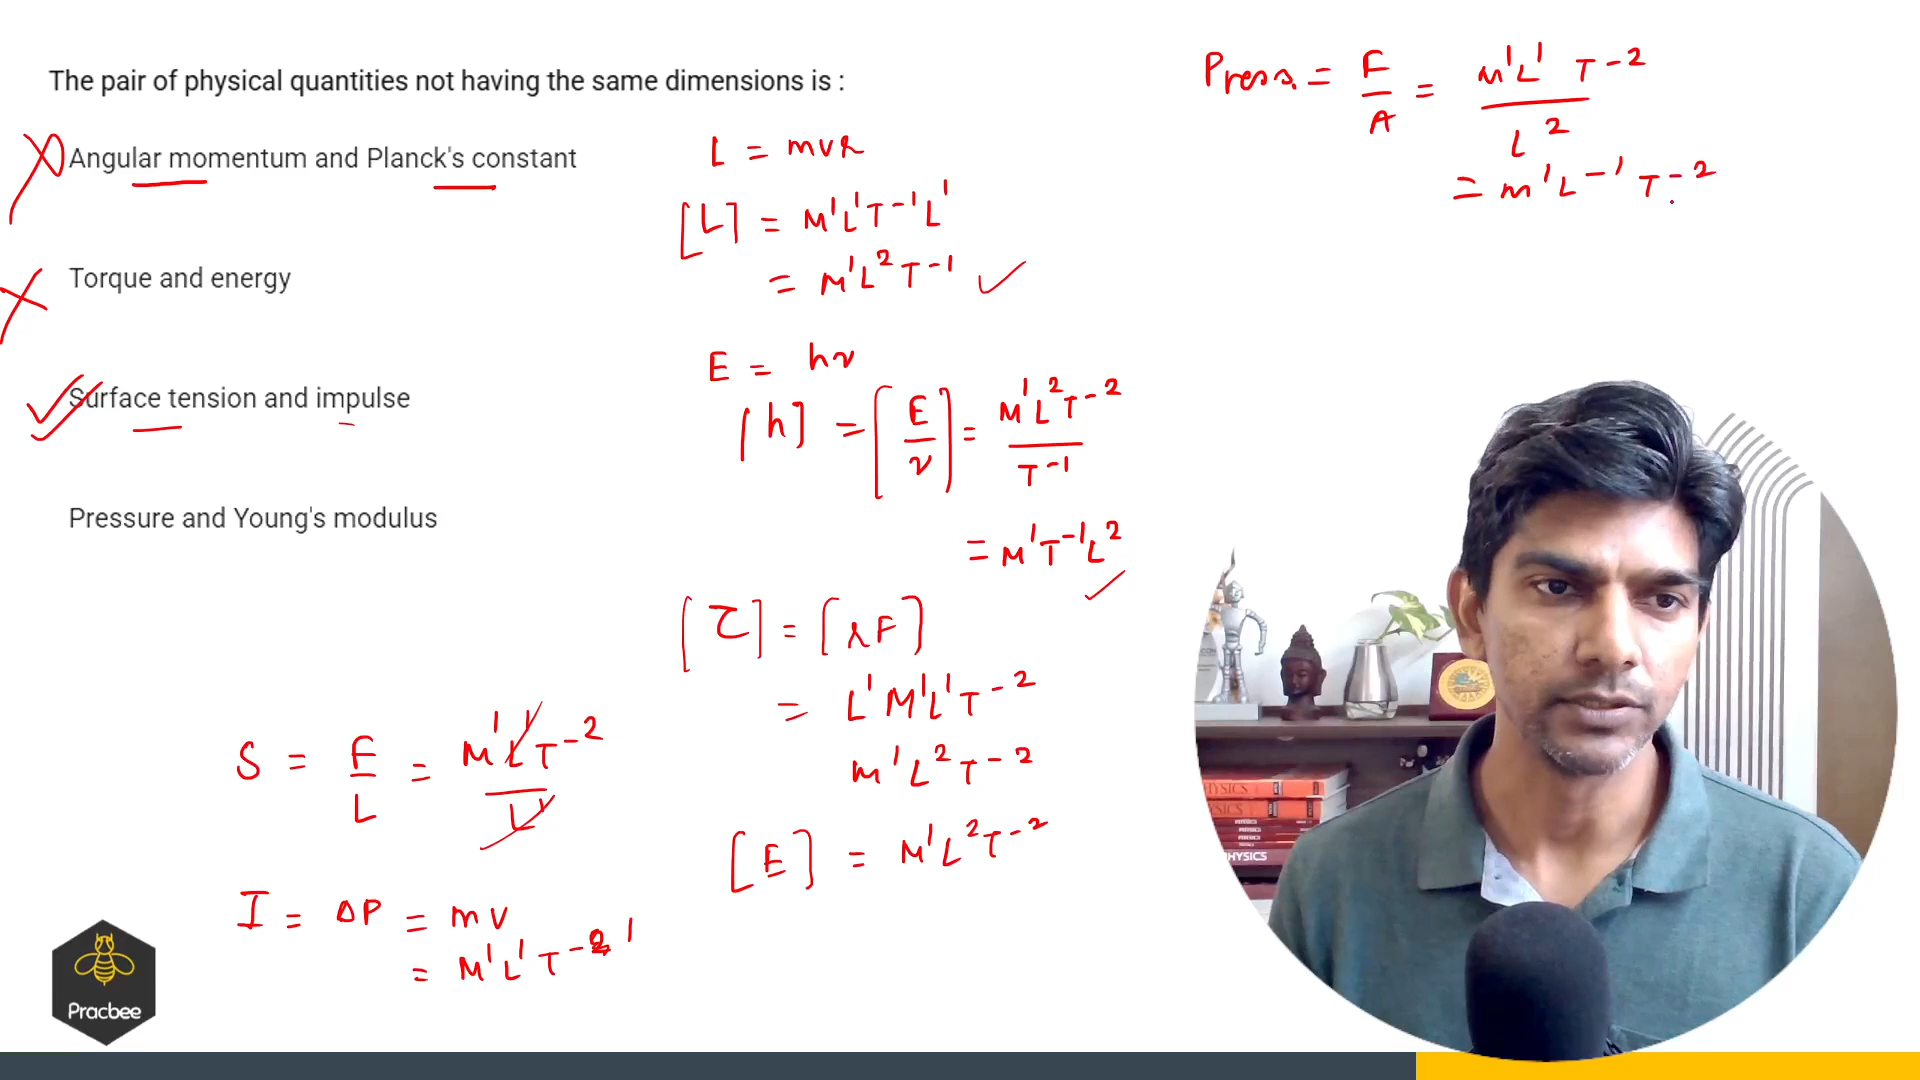 The pair of physical quantities not having the same dimensions is :
Angular momentum and Planck's constant
Torque and energy
Surface tension and impulse
Pressure and Young's modulus
L = mvr
[L] = M¹L¹T⁻¹L¹
= M¹L²T⁻¹ ✓
E = hν
[h] = [E/ν] = M¹L²T⁻²/T⁻¹
= M¹T⁻¹L² ✓
[τ] = [rF]
= L¹M¹L¹T⁻²
M¹L²T⁻²
[E] = M¹L²T⁻²
S = F/L = M¹L¹T⁻²/L¹
I = ΔP = mv
= M¹L¹T⁻¹
Press. = F/A = M¹L¹T⁻²/L²
= M¹L⁻¹T⁻²
Pracbee
PHYSICS